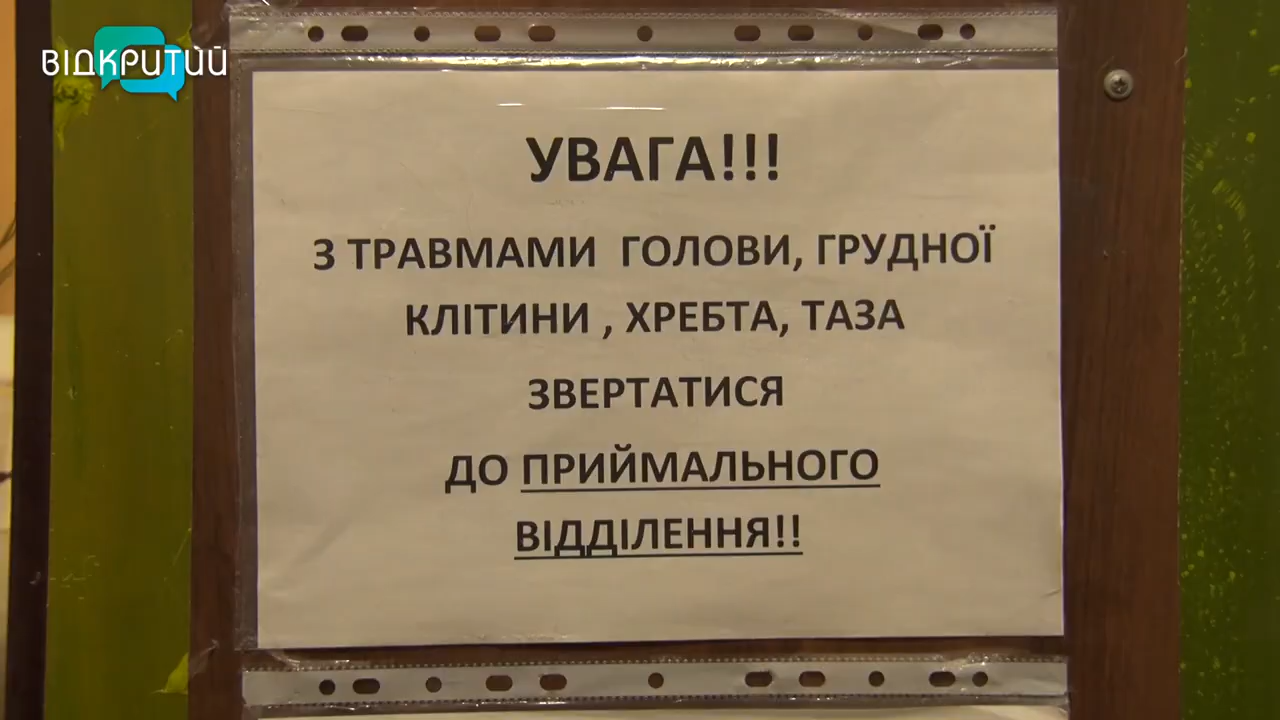 ВІДКРИТИЙ
УВАГА!!!
З ТРАВМАМИ ГОЛОВИ, ГРУДНОЇ
КЛІТИНИ , ХРЕБТА, ТАЗА
ЗВЕРТАТИСЯ
ДО ПРИЙМАЛЬНОГО
ВІДДІЛЕННЯ!!